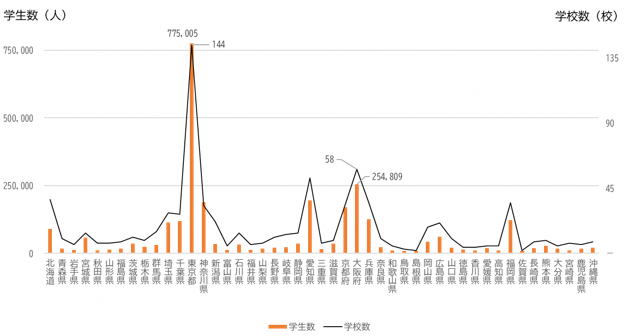 学生数（人）
学校数（校）
775,005
144
750,000
135
500,000
90
58
254,809
250,000
45
0
—
北海道
青森県
岩手県
宮城県
秋田県
山形県
福島県
茨城県
栃木県
群馬県
埼玉県
千葉県
東京都
神奈川県
新潟県
富山県
石川県
福井県
山梨県
長野県
岐阜県
静岡県
愛知県
三重県
滋賀県
京都府
大阪府
兵庫県
奈良県
和歌山県
鳥取県
島根県
岡山県
広島県
山口県
徳島県
香川県
愛媛県
高知県
福岡県
佐賀県
長崎県
熊本県
大分県
宮崎県
鹿児島県
沖縄県
学生数
学校数